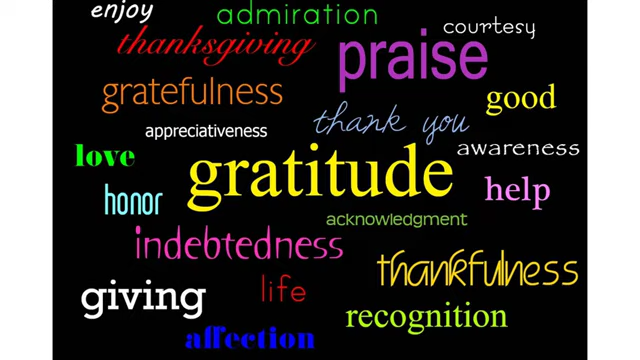 enjoy
admiration
courtesy
thanksgiving
praise
gratefulness
good
thank you
appreciativeness
awareness
love
gratitude
help
honor
acknowledgment
indebtedness
thankfulness
giving
life
recognition
affection